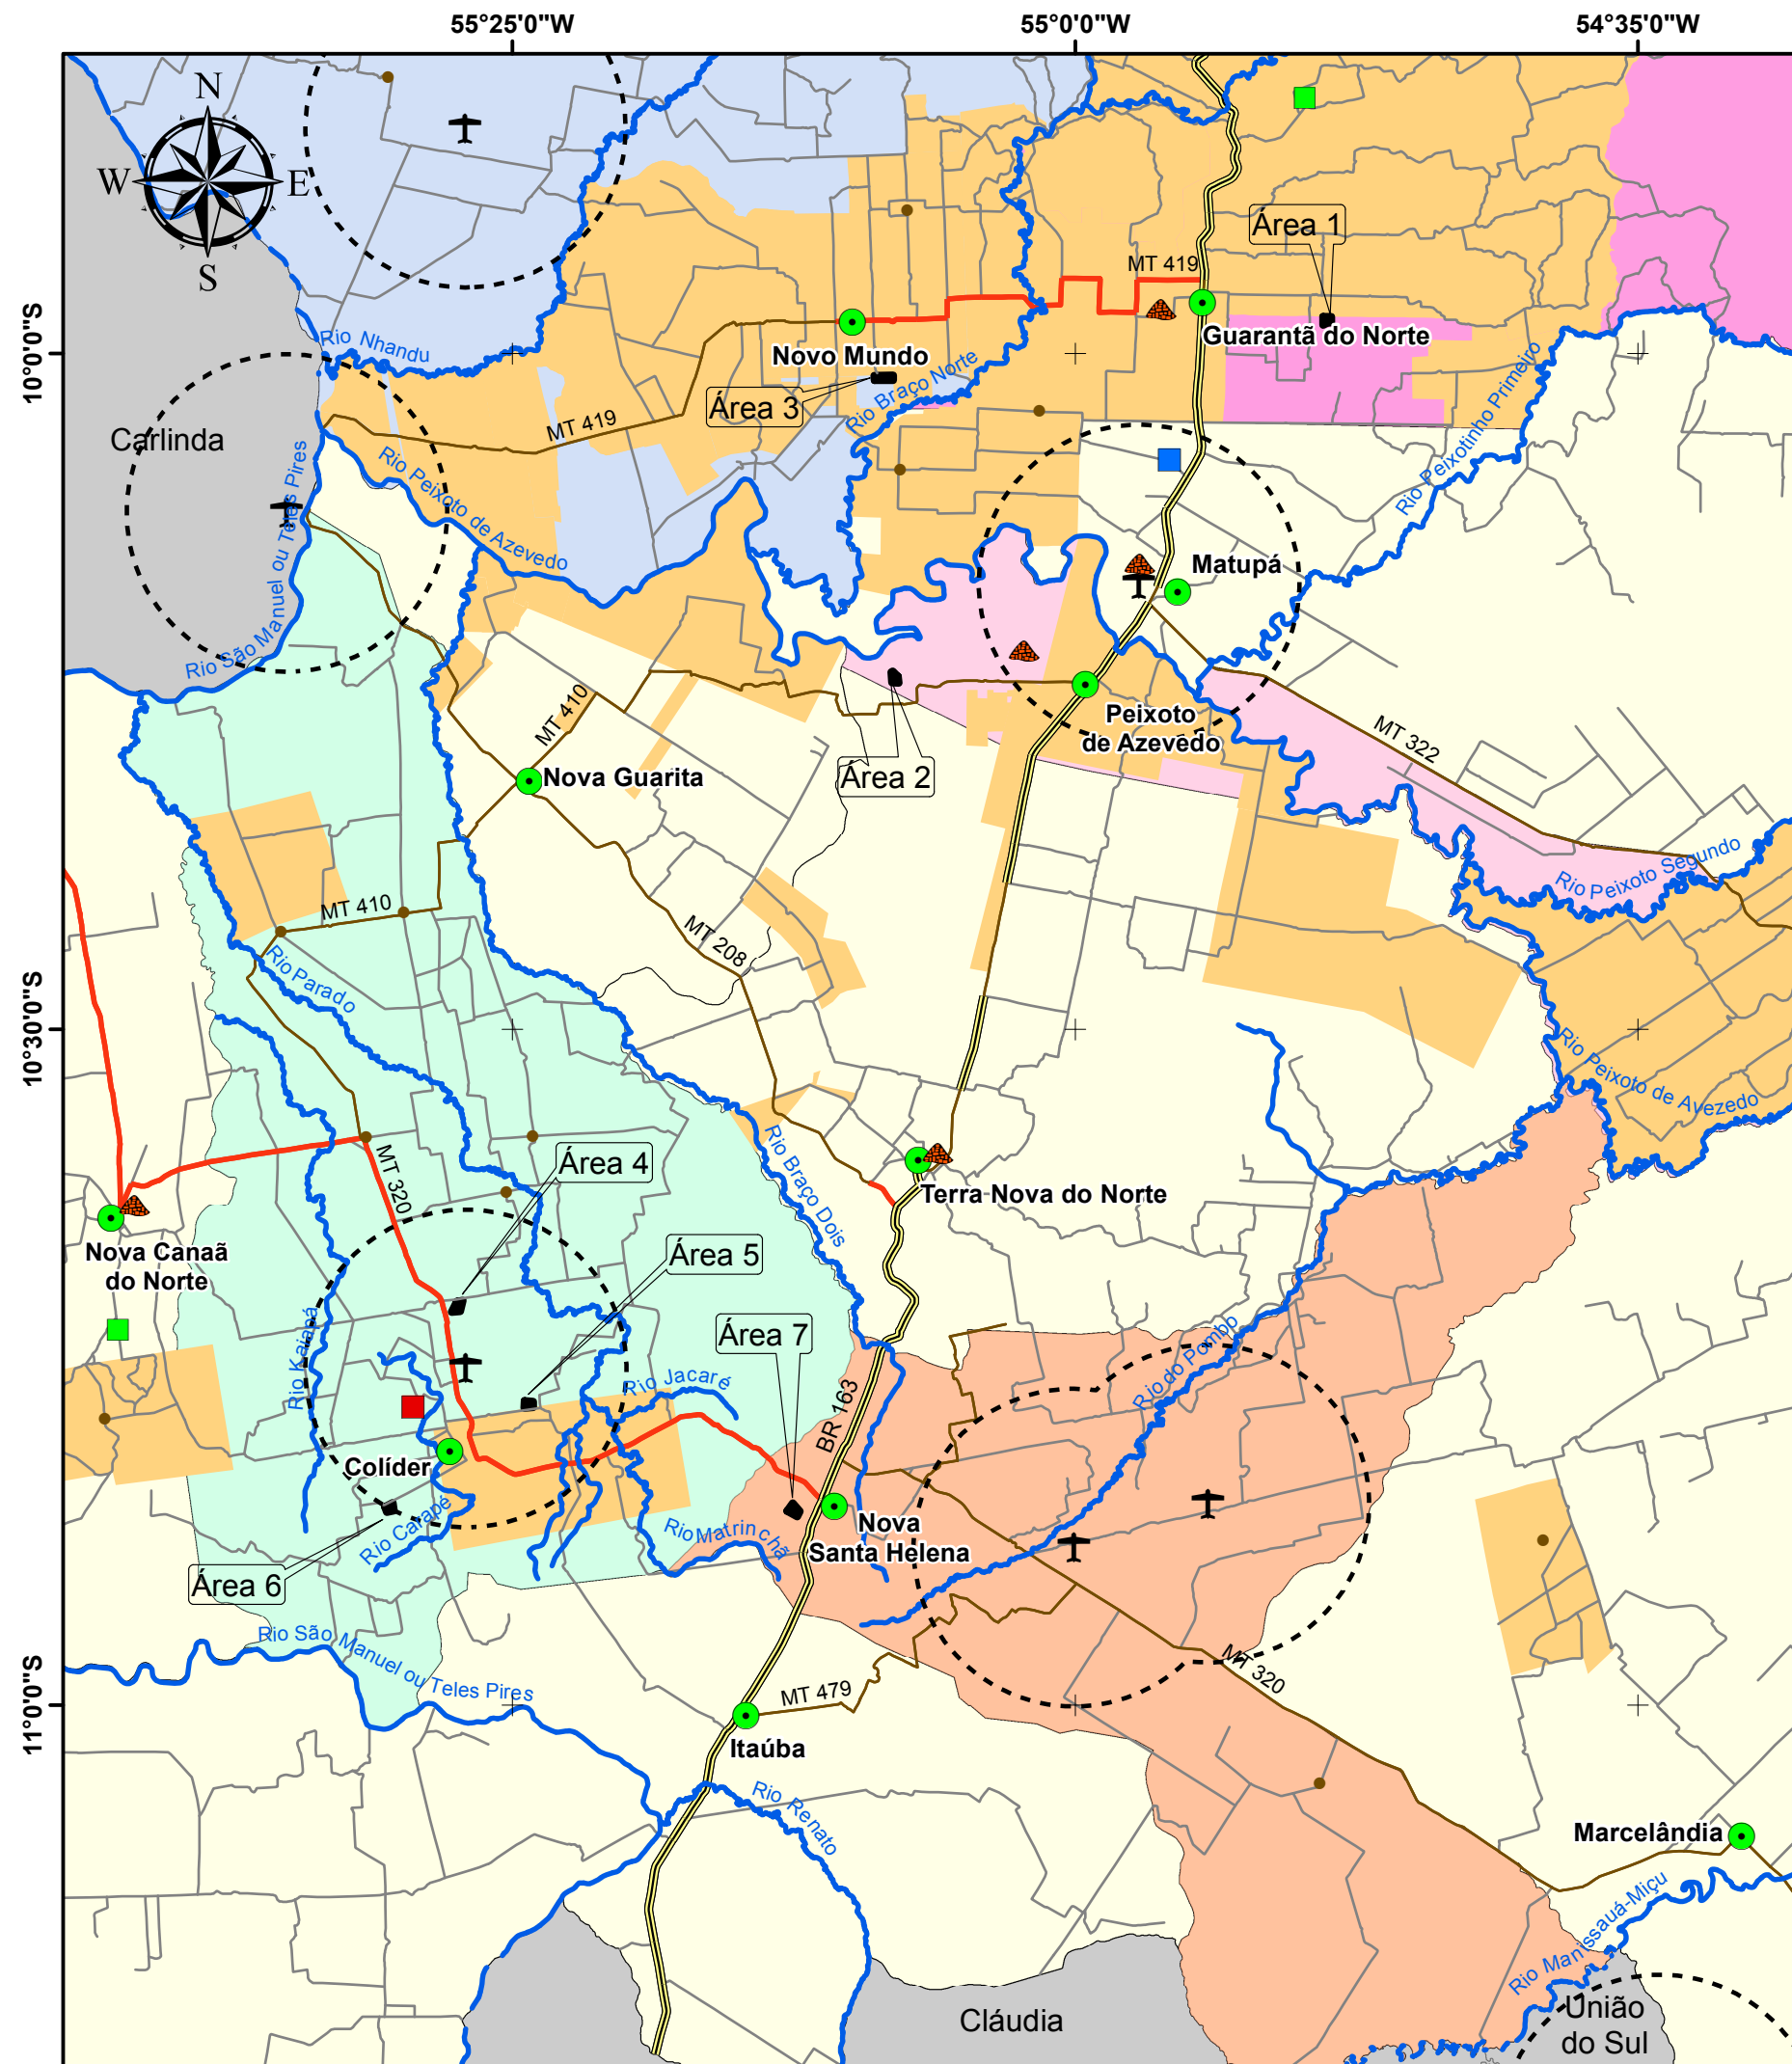 55°25'0"W
55°0'0"W
54°35'0"W
N
W
E
S
10°0'0"S
10°30'0"S
11°0'0"S
Área 1
MT 419
Guarantã do Norte
Rio Nhandu
Novo Mundo
Área 3
Rio Braço Norte
MT 419
Carlinda
Rio São Manuel ou Teles Pires
Rio Peixoto de Azevedo
Rio Peixotinho Primeiro
Matupá
Peixoto
de Azevedo
MT 322
MT 410
Nova Guarita
Área 2
Rio Peixoto Segundo
MT 410
MT 208
Rio Parado
Rio Peixoto de Avezedo
Área 4
MT 320
Rio Braço Dois
Terra Nova do Norte
Nova Canaã
do Norte
Área 5
Rio Kaiapá
Área 7
Rio Jacaré
Rio do Pombo
BR 163
Colíder
Rio Carapé
Rio Matrinchã
Nova
Santa Helena
Área 6
Rio São Manuel ou Teles Pires
MT 320
MT 479
Itaúba
Rio Renato
Marcelândia
Rio Manissauá-Miçu
Cláudia
União
do Sul